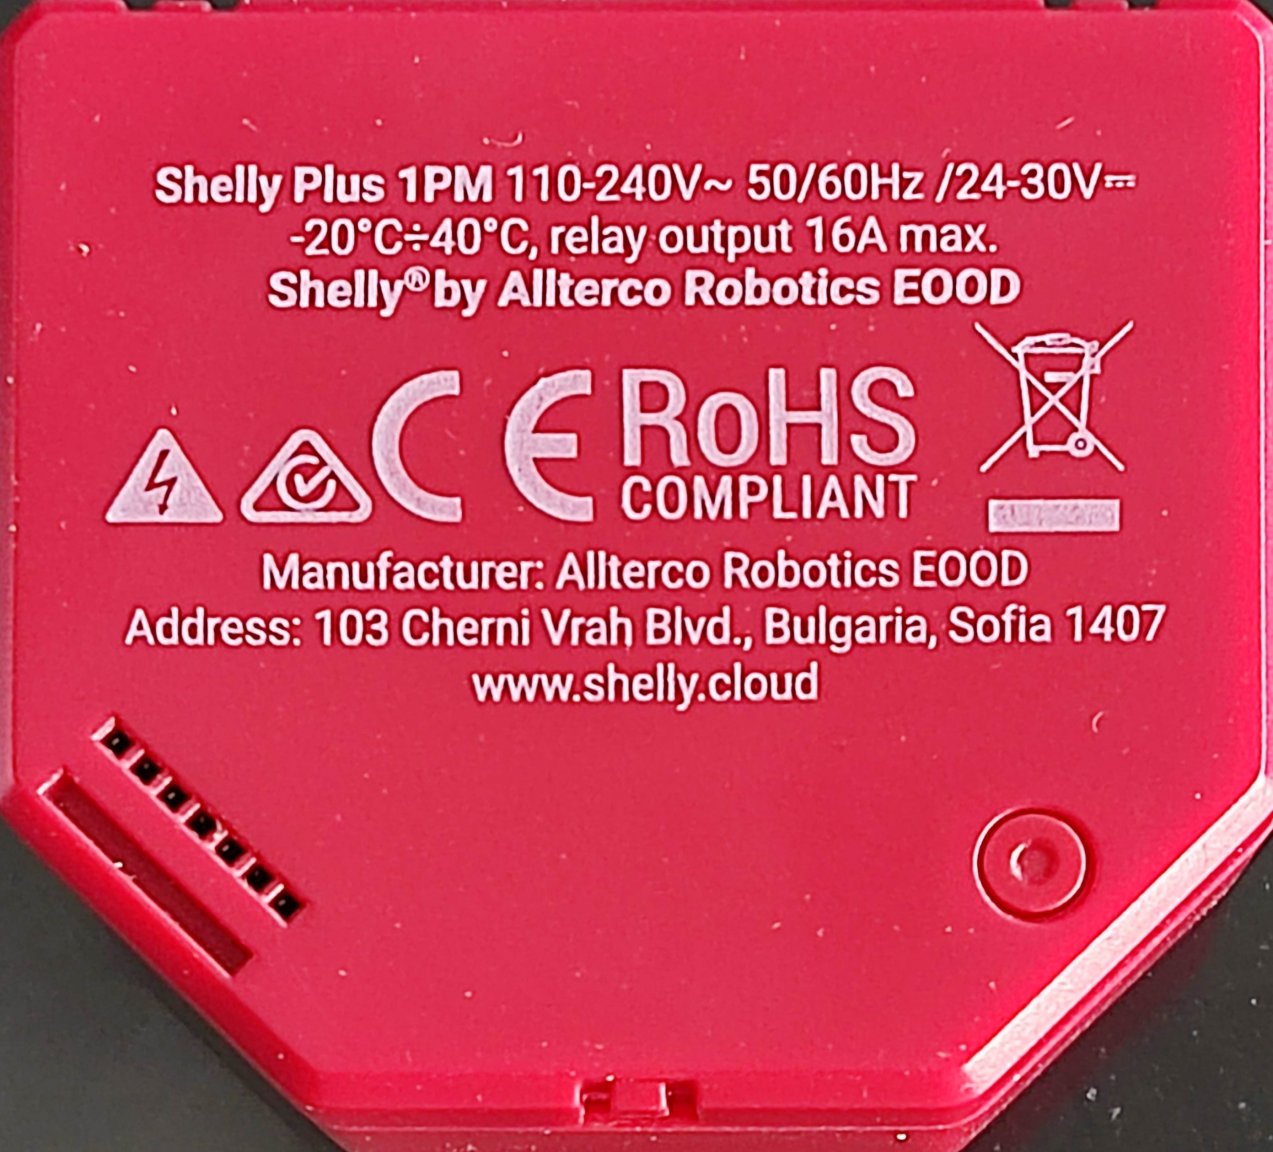 Shelly Plus 1PM 110-240V~ 50/60Hz /24-30V⎓
-20°C÷40°C, relay output 16A max.
Shelly® by Allterco Robotics EOOD
CE RoHS
COMPLIANT
Manufacturer: Allterco Robotics EOOD
Address: 103 Cherni Vrah Blvd., Bulgaria, Sofia 1407
www.shelly.cloud